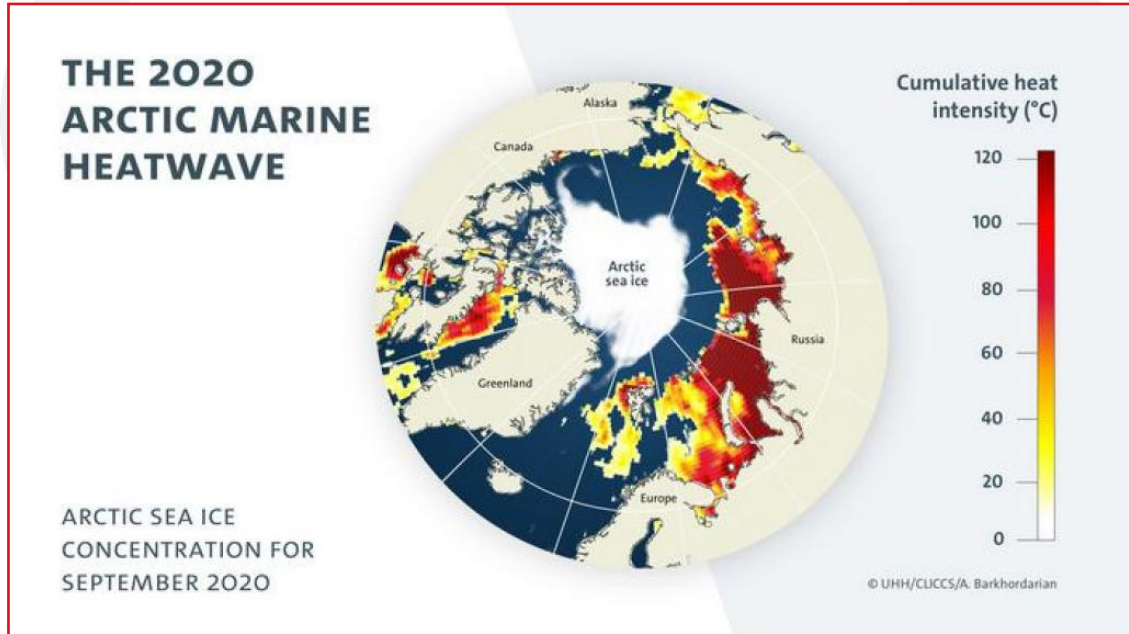 THE 2020
ARCTIC MARINE
HEATWAVE
ARCTIC SEA ICE
CONCENTRATION FOR
SEPTEMBER 2020
Alaska
Canada
Arctic
sea ice
Russia
Greenland
Europe
Cumulative heat
intensity (°C)
120
100
80
60
40
20
0
© UHH/CLICCS/A. Barkhordarian